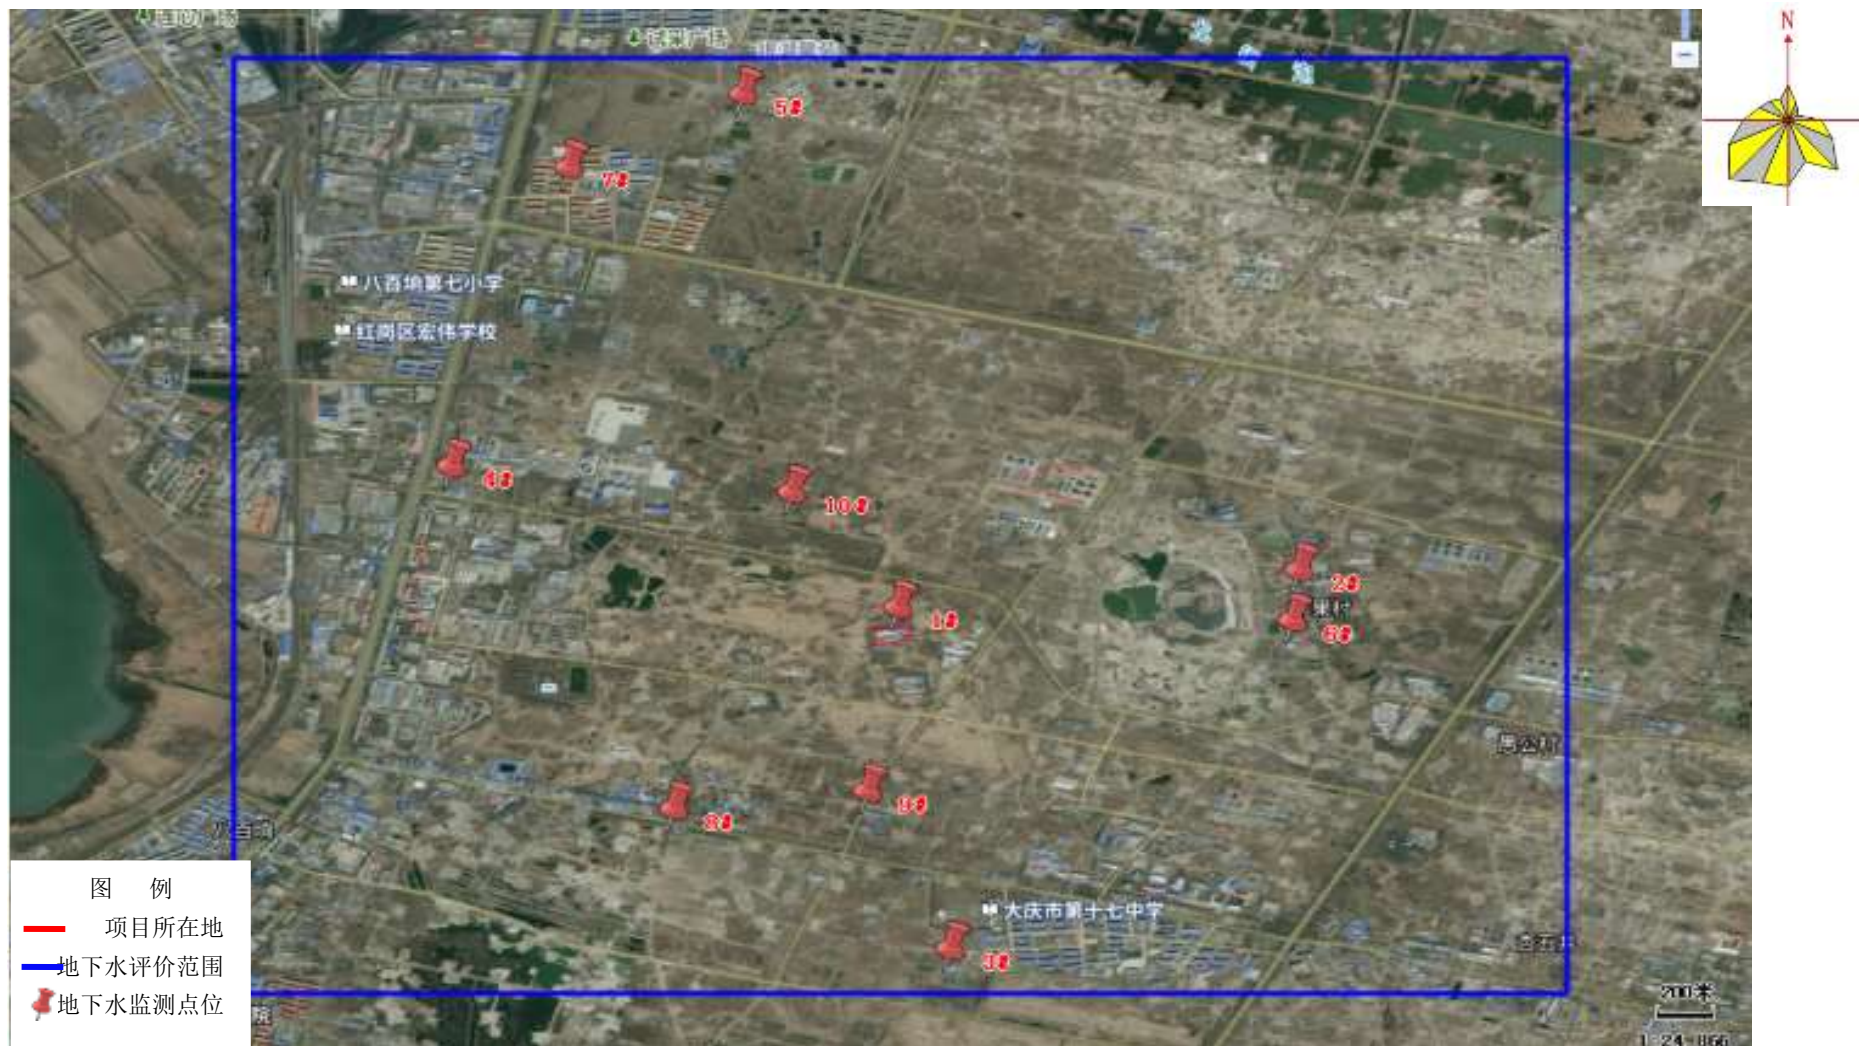 N
5#
7#
八百垧第七小学
红岗区宏伟学校
4#
10#
2#
1#
6#
8#
9#
大庆市第十七中学
3#
图 例
项目所在地
地下水评价范围
地下水监测点位
院
200米